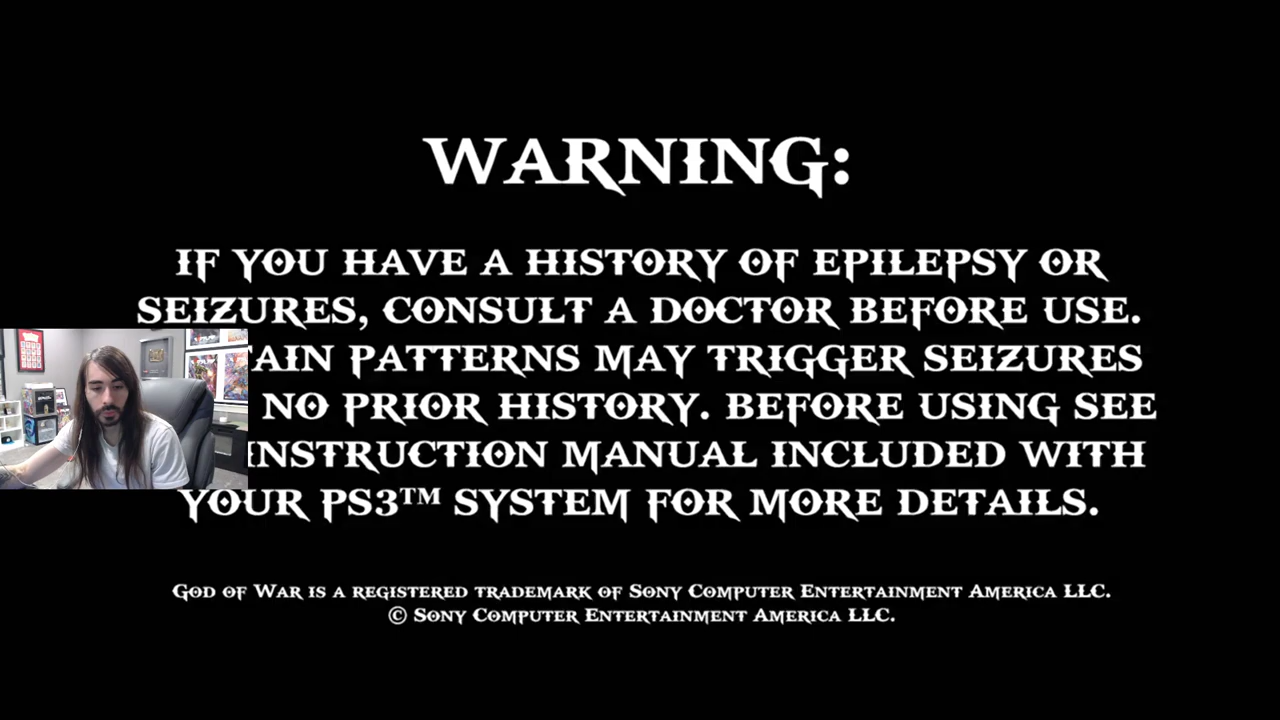 WARNING:
IF YOU HAVE A HISTORY OF EPILEPSY OR
SEIZURES, CONSULT A DOCTOR BEFORE USE.
TAIN PATTERNS MAY TRIGGER SEIZURES
NO PRIOR HISTORY. BEFORE USING SEE
INSTRUCTION MANUAL INCLUDED WITH
YOUR PS3™ SYSTEM FOR MORE DETAILS.
GOD OF WAR IS A REGISTERED TRADEMARK OF SONY COMPUTER ENTERTAINMENT AMERICA LLC.
© SONY COMPUTER ENTERTAINMENT AMERICA LLC.